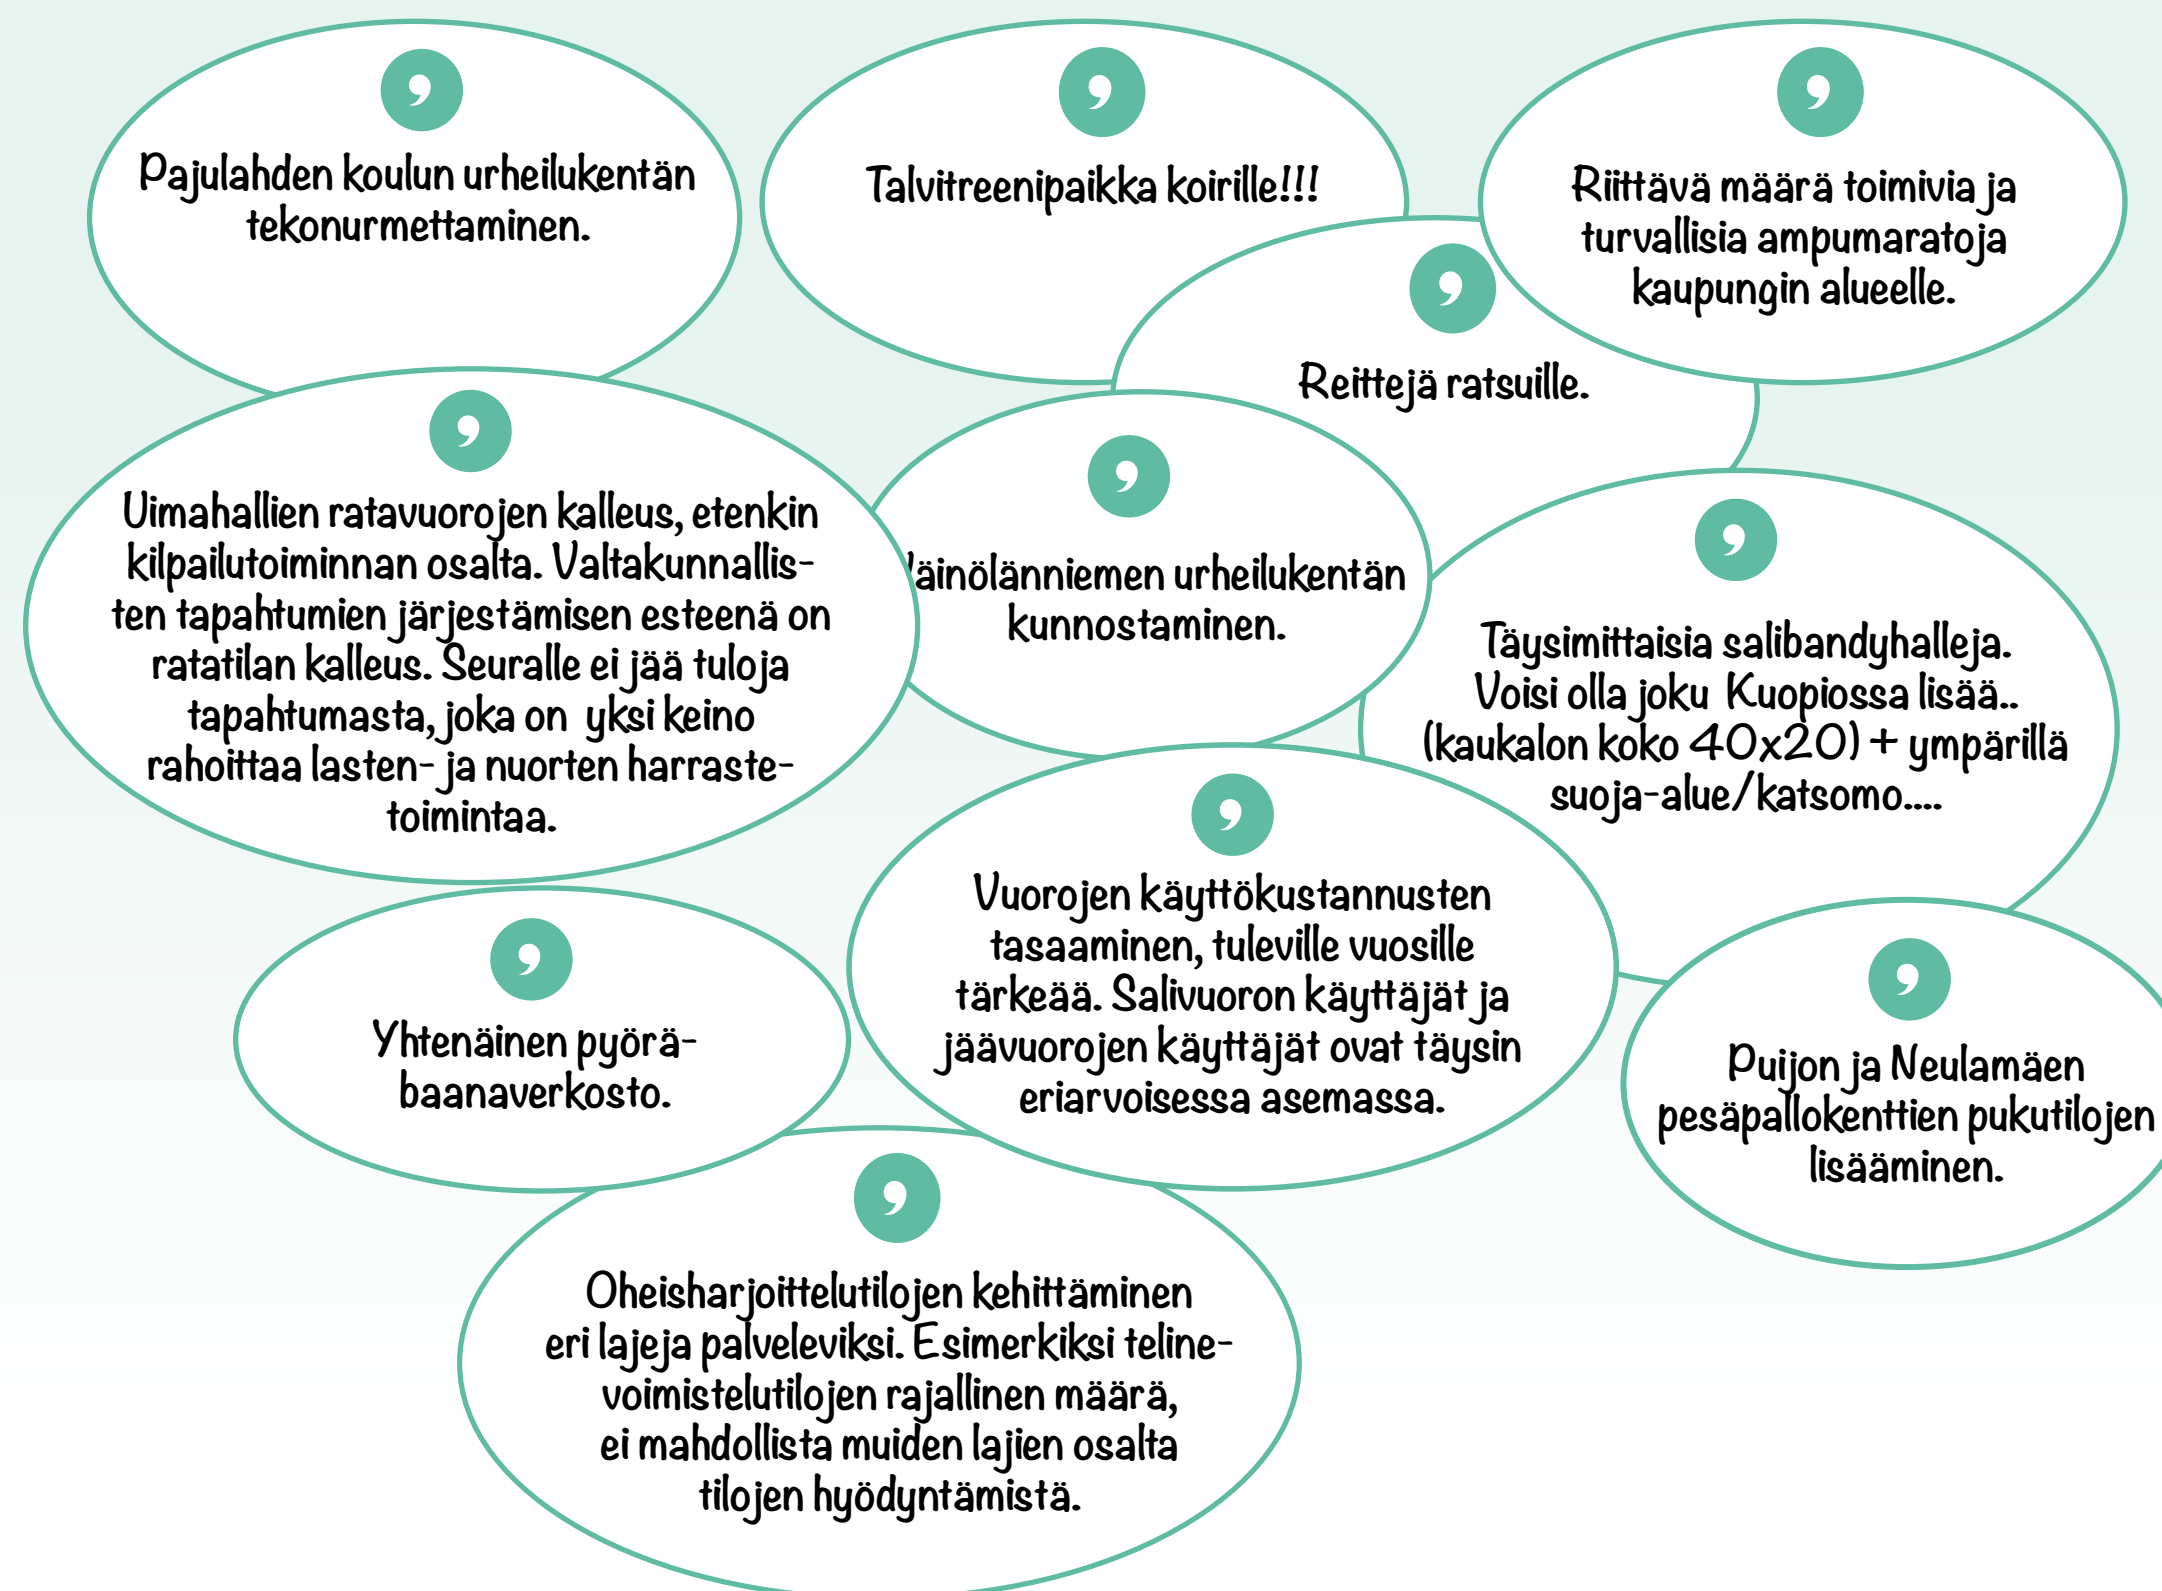 Pajulahden koulun urheilukentän
tekonurmettaminen.
Talvitreenipaikka koirille!!!
Riittävä määrä toimivia ja
turvallisia ampumaratoja
kaupungin alueelle.
Reittejä ratsuille.
Uimahallien ratavuorojen kalleus, etenkin
kilpailutoiminnan osalta. Valtakunnallis-
ten tapahtumien järjestämisen esteenä on
ratatilan kalleus. Seuralle ei jää tuloja
tapahtumasta, joka on yksi keino
rahoittaa lasten- ja nuorten harraste-
toimintaa.
äinölänniemen urheilukentän
kunnostaminen.
Täysimittaisia salibandyhalleja.
Voisi olla joku Kuopiossa lisää..
(kaukalon koko 40x20) + ympärillä
suoja-alue/katsomo....
Vuorojen käyttökustannusten
tasaaminen, tuleville vuosille
tärkeää. Salivuoron käyttäjät ja
jäävuorojen käyttäjät ovat täysin
eriarvoisessa asemassa.
Yhtenäinen pyörä-
baanaverkosto.
Puijon ja Neulamäen
pesäpallokenttien pukutilojen
lisääminen.
Oheisharjoittelutilojen kehittäminen
eri lajeja palveleviksi. Esimerkiksi teline-
voimistelutilojen rajallinen määrä,
ei mahdollista muiden lajien osalta
tilojen hyödyntämistä.